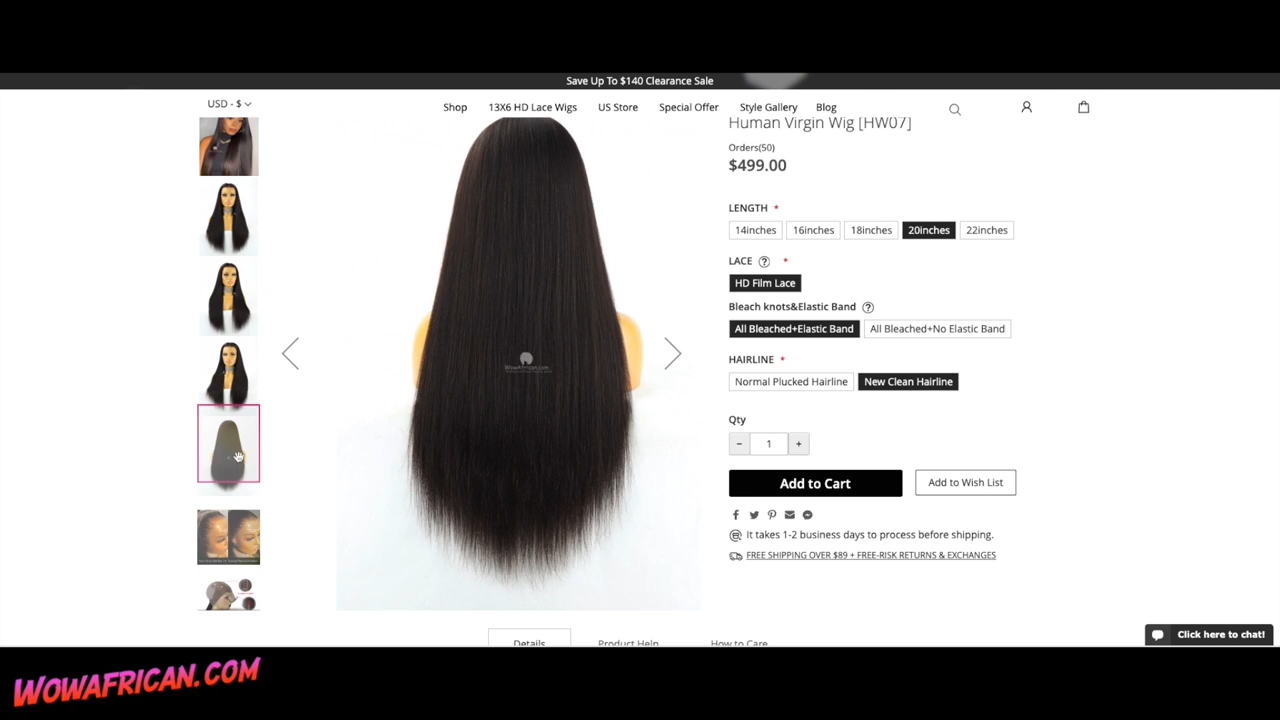 Save Up To $140 Clearance Sale
USD - $
Shop
13X6 HD Lace Wigs
US Store
Special Offer
Style Gallery
Blog
Human Virgin Wig [HW07]
Orders(50)
$499.00
LENGTH *
14inches
16inches
18inches
20inches
22inches
LACE ? *
HD Film Lace
Bleach knots&Elastic Band ?
All Bleached+Elastic Band
All Bleached+No Elastic Band
HAIRLINE *
Normal Plucked Hairline
New Clean Hairline
Qty
− 1 +
Add to Cart
Add to Wish List
It takes 1-2 business days to process before shipping.
FREE SHIPPING OVER $89 + FREE-RISK RETURNS & EXCHANGES
WowAfrican.com
Details
Product Help
How to Care
Click here to chat!
WOWAFRICAN.COM